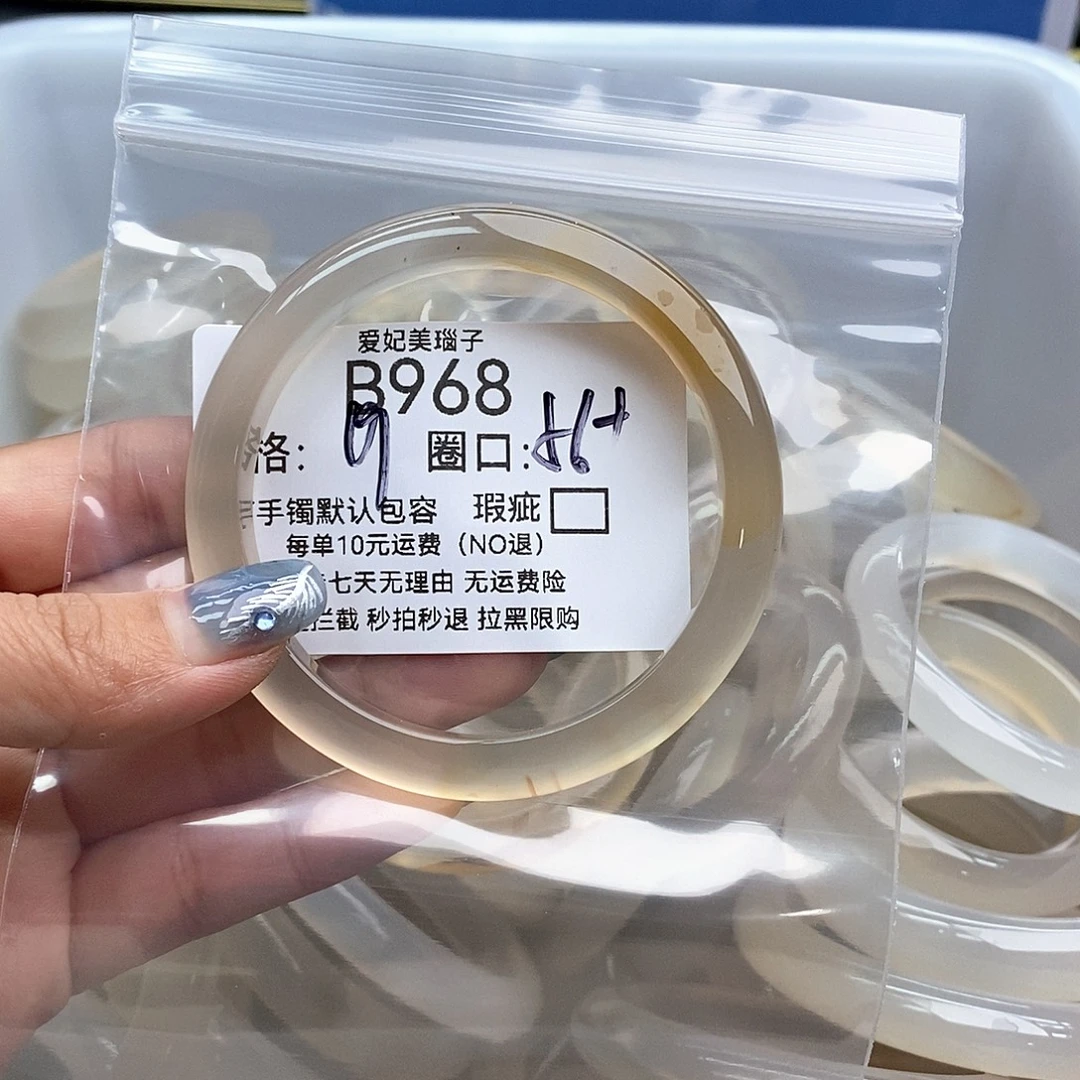 爱妃美瑙子
B968
格: 9 圈口: 56+
手镯默认包容 瑕疵
每单10元运费 (NO退)
七天无理由 无运费险
拦截 秒拍秒退 拉黑限购